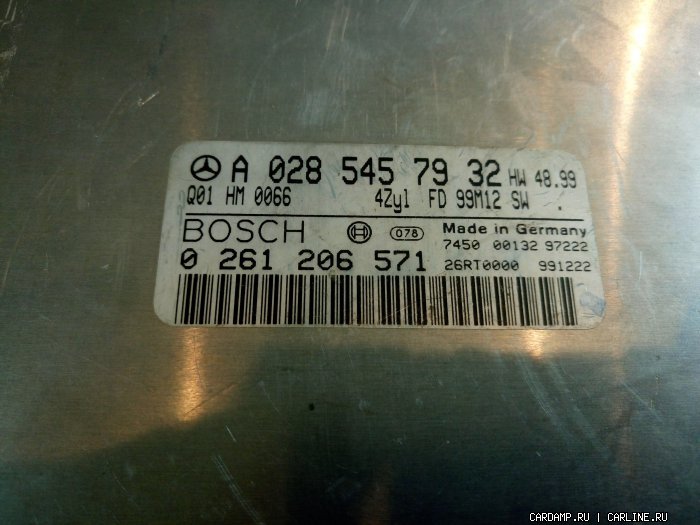 A 028 545 79 32 HW 48.99
Q01 HM 0066 4Zyl FD 99M12 SW .
BOSCH 078 Made in Germany
7450 00132 97222
0 261 206 571 26RT0000 991222
CARDAMP.RU | CARLINE.RU